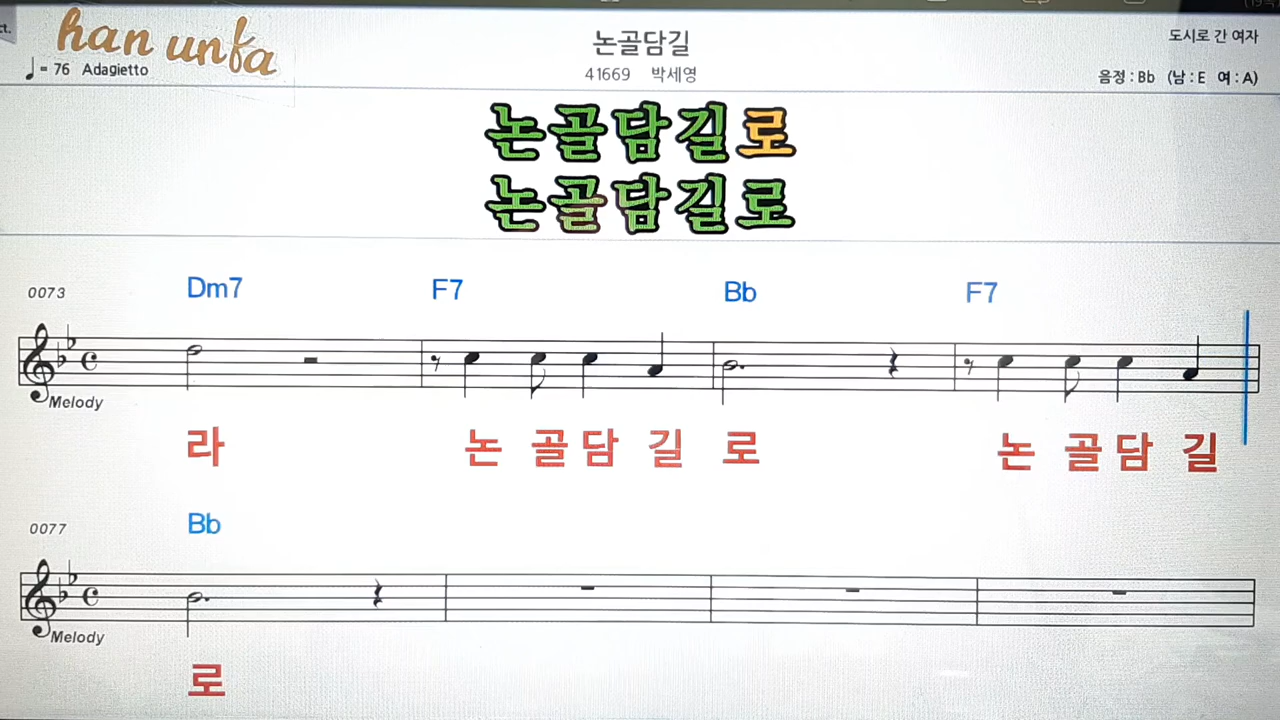 ct.
han unfa
논골담길
도시로 간 여자
= 76 Adagietto
41669 박세영
음정 : Bb (남 : E 여 : A)
논골담길로
논골담길로
0073 Dm7 F7 Bb F7
Melody
라 논 골 담 길 로 논 골 담 길
0077 Bb
Melody
로